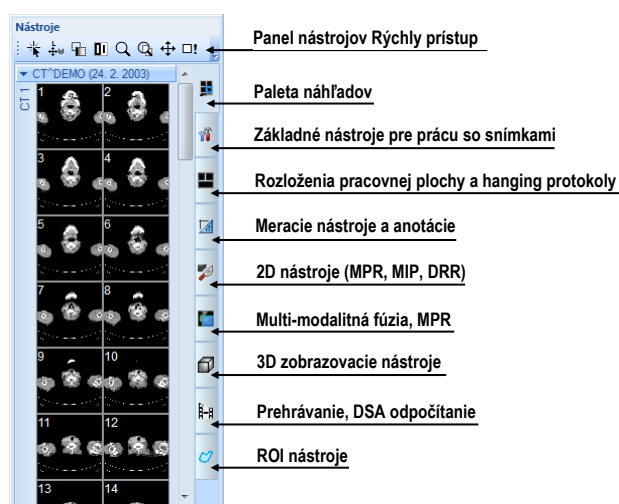 Nástroje
Panel nástrojov Rýchly prístup
CT^DEMO (24. 2. 2003)
CT 1
1 2
Paleta náhľadov
Základné nástroje pre prácu so snímkami
3 4
Rozloženia pracovnej plochy a hanging protokoly
5 6
Meracie nástroje a anotácie
2D nástroje (MPR, MIP, DRR)
7 8
Multi-modalitná fúzia, MPR
9 10
3D zobrazovacie nástroje
Prehrávanie, DSA odpočítanie
11 12
ROI nástroje
13 14